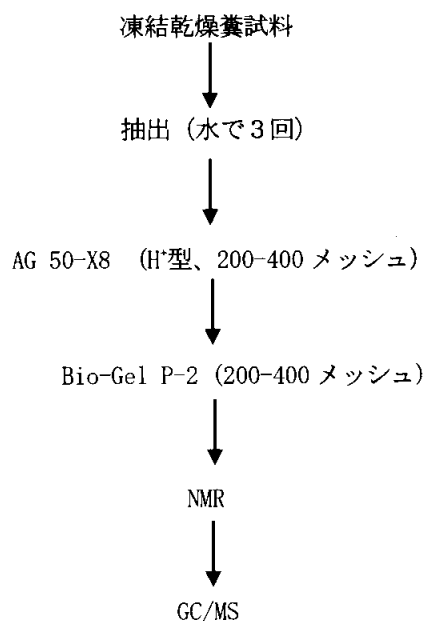 凍結乾燥糞試料
抽出（水で３回）
AG 50-X8 （H⁺型、200-400 メッシュ）
Bio-Gel P-2（200-400 メッシュ）
NMR
GC/MS